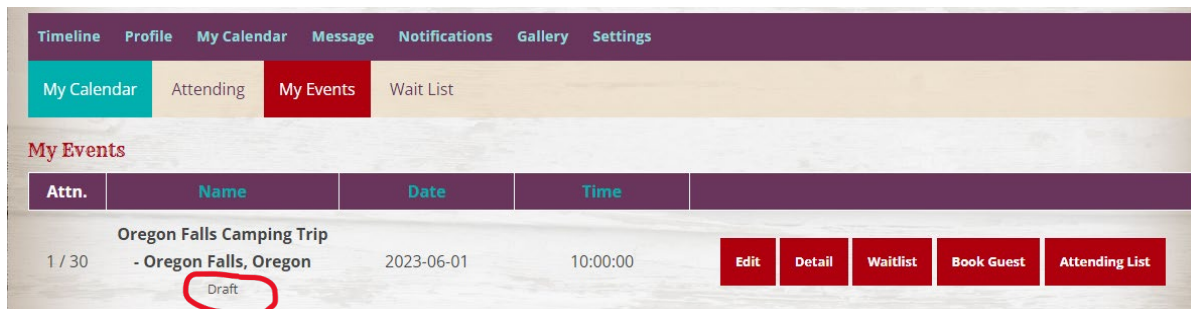 Timeline Profile My Calendar Message Notifications Gallery Settings
My Calendar Attending My Events Wait List
My Events
Attn. Name Date Time
Oregon Falls Camping Trip
1 / 30 - Oregon Falls, Oregon 2023-06-01 10:00:00 Edit Detail Waitlist Book Guest Attending List
Draft